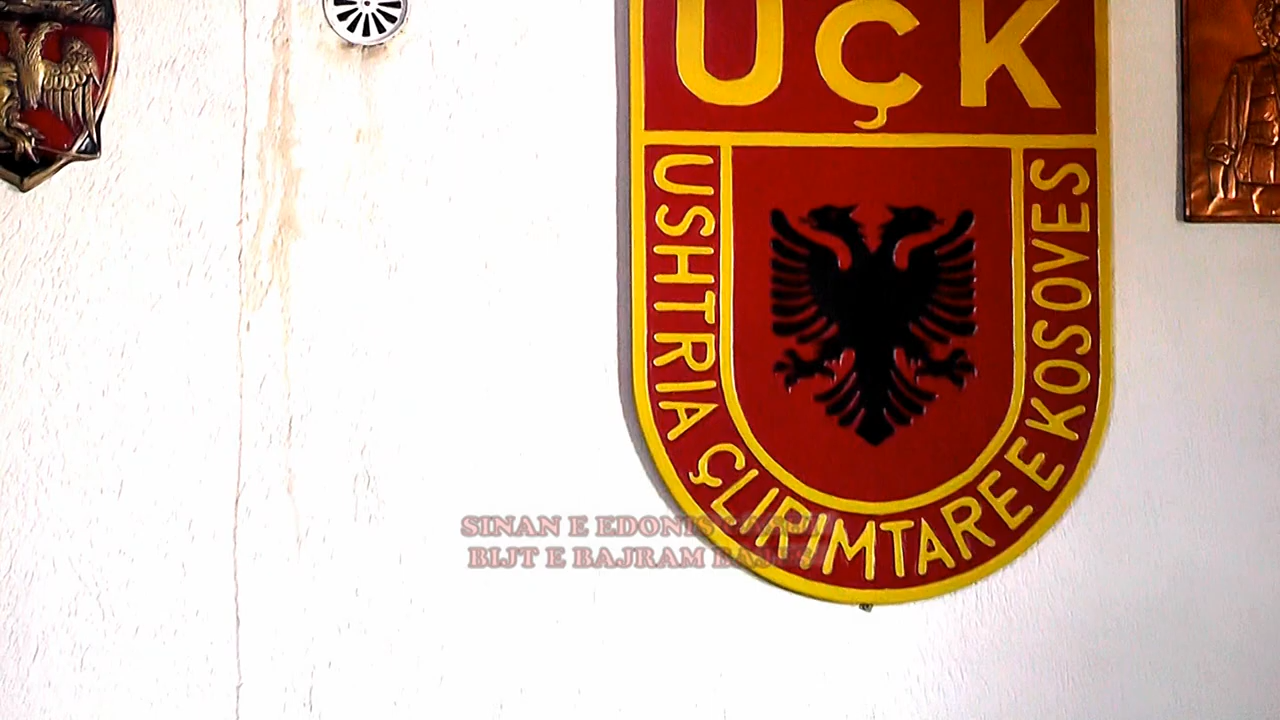 UÇK
USHTRIA ÇLIRIMTARE E KOSOVES
SINAN E EDONIS
BIJT E BAJRAM